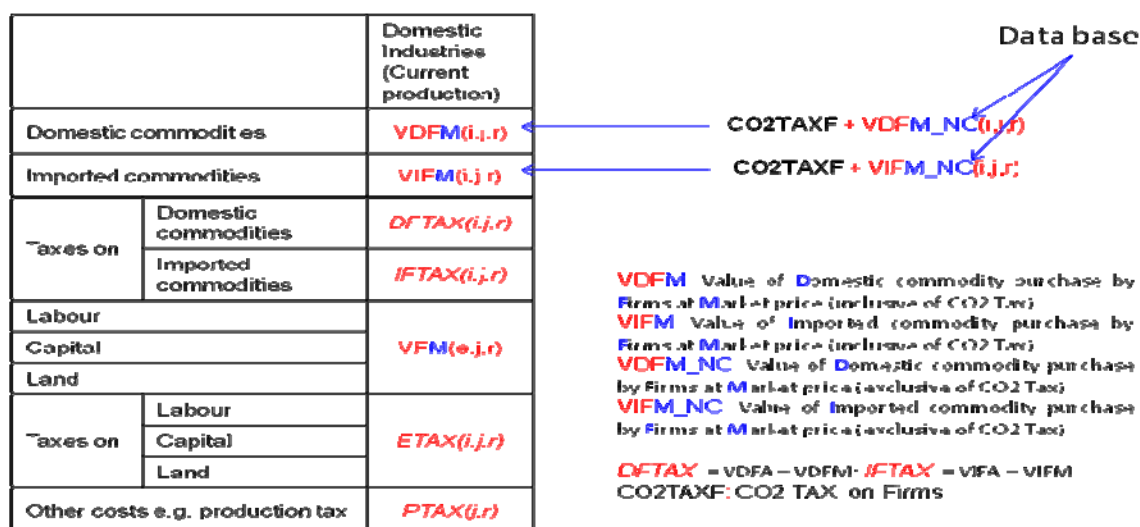 Data base
Domestic
Industries
(Current
production)
Domestic commodities VDFM(i.j.r) CO2TAXF + VDFM_NC(i,j,r)
Imported commodities VIFM(i.j r) CO2TAXF + VIFM_NC(i,j,r)
Taxes on
Domestic
commodities
DFTAX(i.j.r)
Imported
commodities
IFTAX(i.j.r)
Labour
Capital
Land
VFM(e.j.r)
Taxes on
Labour
Capital
Land
ETAX(i.j.r)
Other costs e.g. production tax PTAX(j.r)
VDFM Value of Domestic commodity purchase by
Firms at Market price (inclusive of CO2 Tax)
VIFM Value of Imported commodity purchase by
Firms at Market price (inclusive of CO2 Tax)
VDFM_NC Value of Domestic commodity purchase
by Firms at Market price (exclusive of CO2 Tax)
VIFM_NC Value of Imported commodity purchase
by Firms at Market price (exclusive of CO2 Tax)
DFTAX = VDFA – VDFM· IFTAX = VIFA – VIFM
CO2TAXF: CO2 TAX on Firms